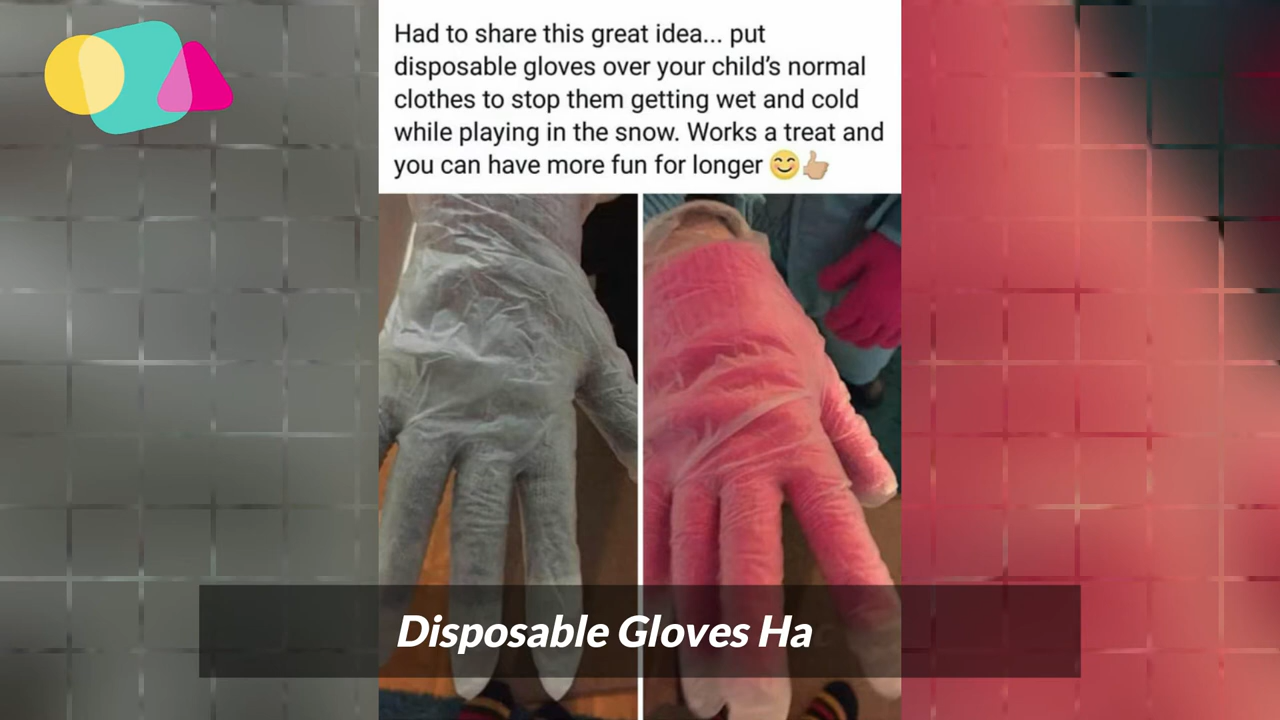 Had to share this great idea... put
disposable gloves over your child’s normal
clothes to stop them getting wet and cold
while playing in the snow. Works a treat and
you can have more fun for longer 😊👍🏼
Disposable Gloves Ha